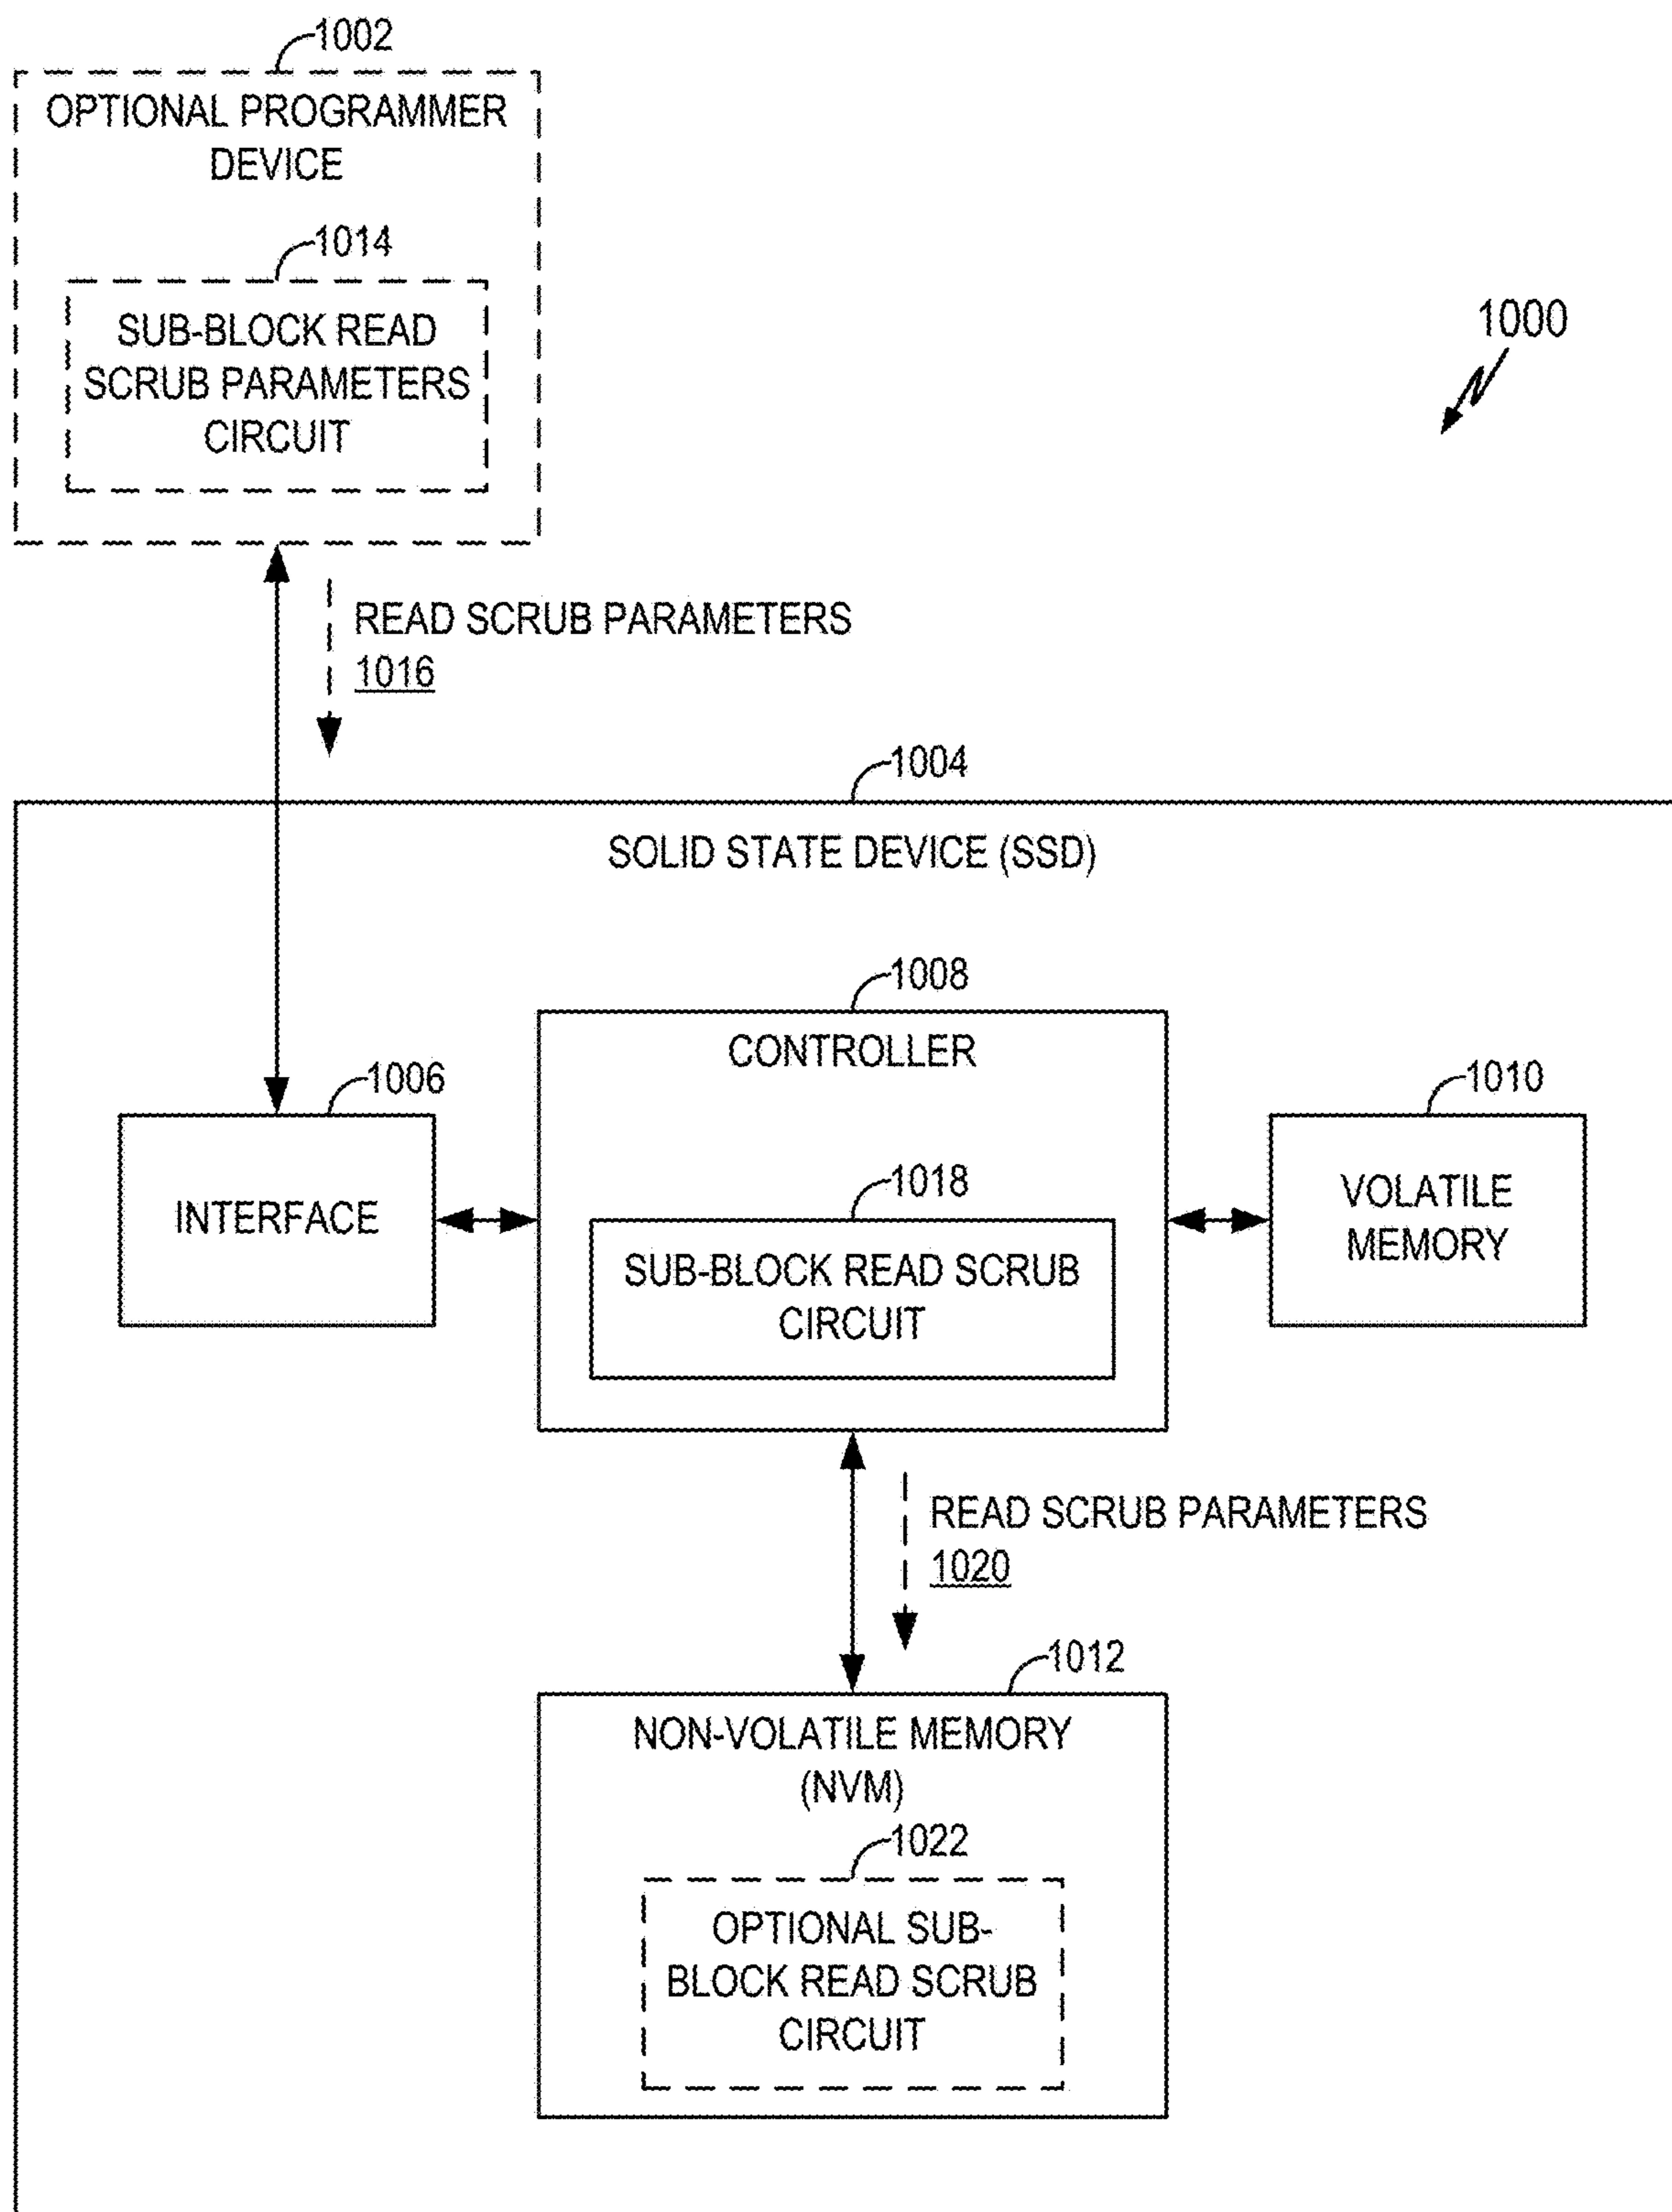 1002
OPTIONAL PROGRAMMER
DEVICE
1014
SUB-BLOCK READ
SCRUB PARAMETERS
CIRCUIT
1000
READ SCRUB PARAMETERS
1016
1004
SOLID STATE DEVICE (SSD)
1008
CONTROLLER
1006
INTERFACE
1018
SUB-BLOCK READ SCRUB
CIRCUIT
1010
VOLATILE
MEMORY
READ SCRUB PARAMETERS
1020
1012
NON-VOLATILE MEMORY
(NVM)
1022
OPTIONAL SUB-
BLOCK READ SCRUB
CIRCUIT